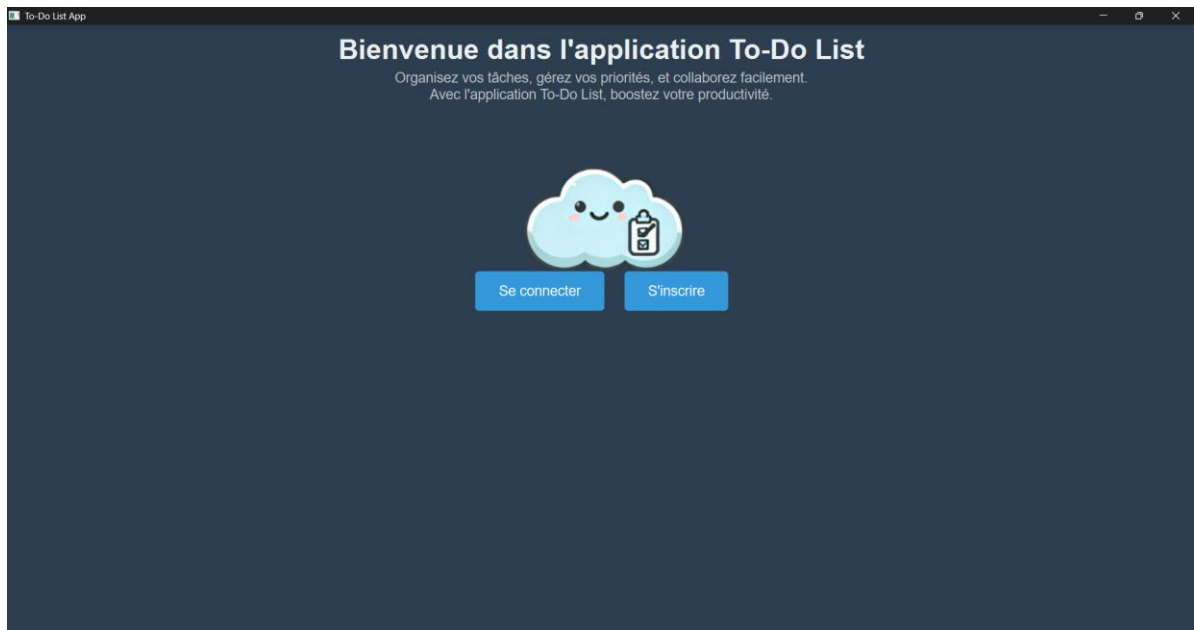 To-Do List App
Bienvenue dans l'application To-Do List
Organisez vos tâches, gérez vos priorités, et collaborez facilement.
Avec l'application To-Do List, boostez votre productivité.
Se connecter
S'inscrire